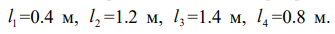 l₁=0.4 м, l₂=1.2 м, l₃=1.4 м, l₄=0.8 м.